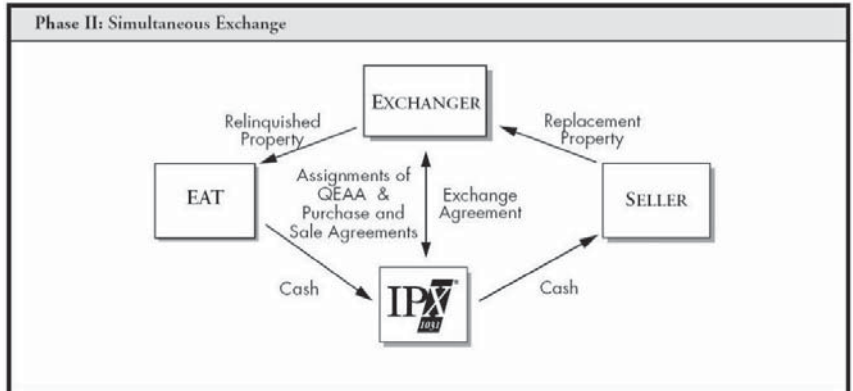 Phase II: Simultaneous Exchange
EXCHANGER
Relinquished
Property
Replacement
Property
EAT
Assignments of
QEAA &
Purchase and
Sale Agreements
Exchange
Agreement
SELLER
Cash
IPX®
1031
Cash